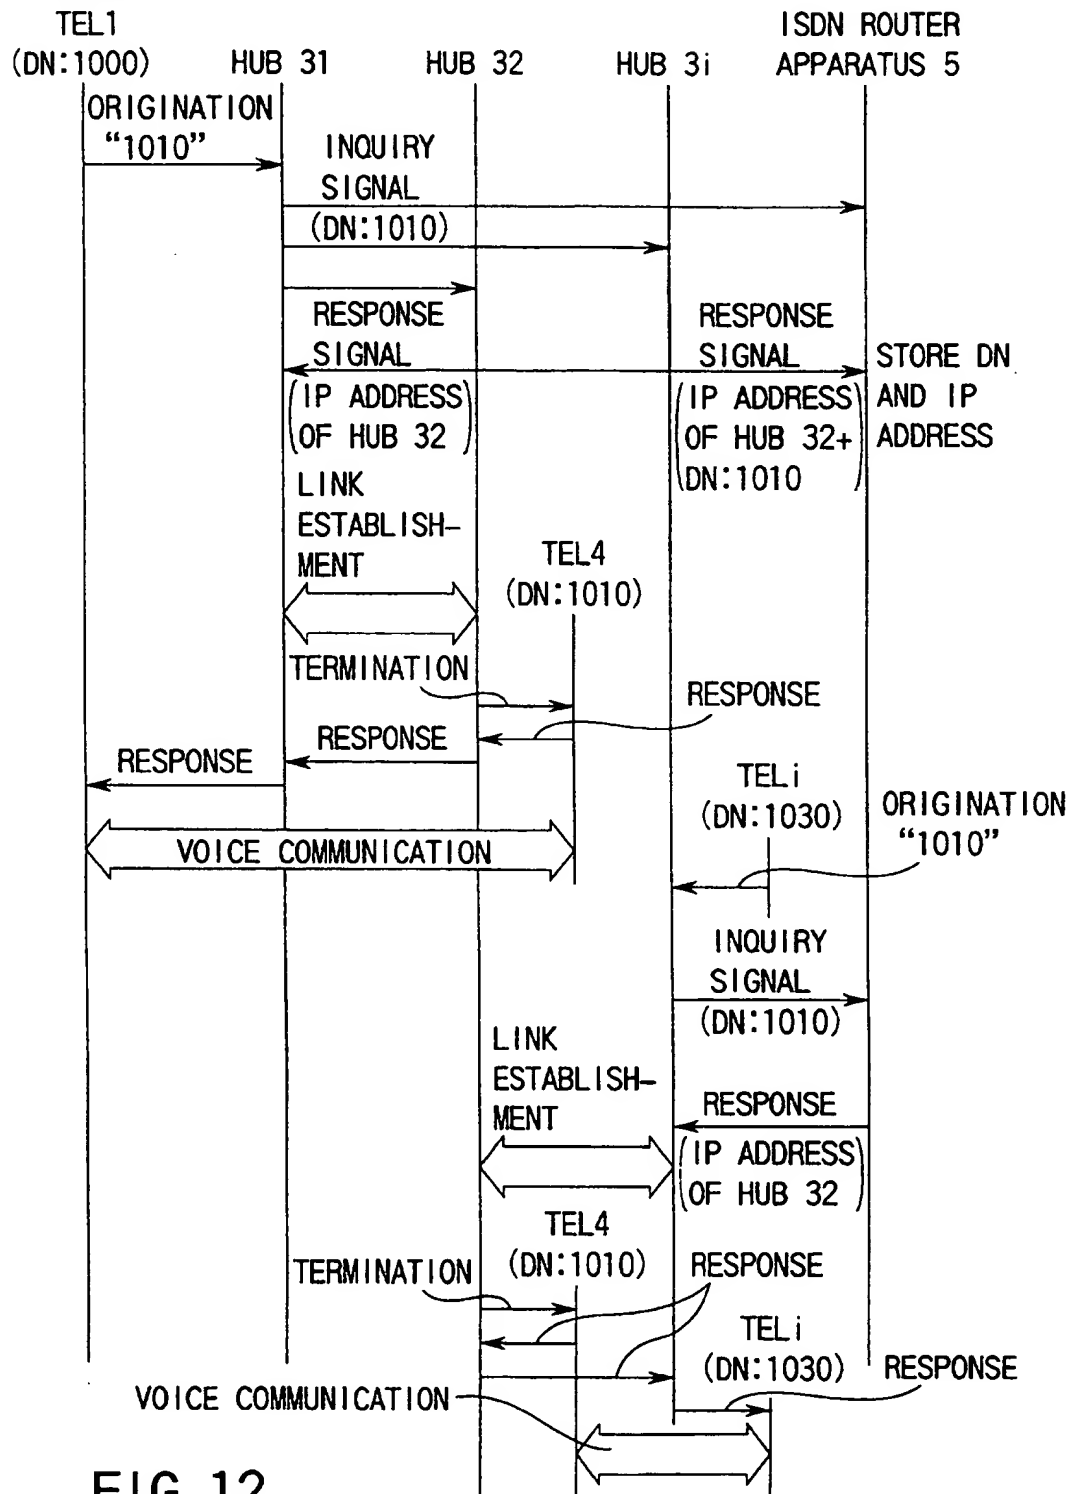 TEL1
(DN:1000)
HUB 31
HUB 32
HUB 3i
ISDN ROUTER
APPARATUS 5
ORIGINATION
“1010”
INQUIRY
SIGNAL
(DN:1010)
RESPONSE
SIGNAL
(IP ADDRESS
OF HUB 32)
RESPONSE
SIGNAL
(IP ADDRESS
OF HUB 32+
DN:1010)
STORE DN
AND IP
ADDRESS
LINK
ESTABLISH-
MENT
TEL4
(DN:1010)
TERMINATION
RESPONSE
RESPONSE
RESPONSE
VOICE COMMUNICATION
TELi
(DN:1030)
ORIGINATION
“1010”
INQUIRY
SIGNAL
(DN:1010)
LINK
ESTABLISH-
MENT
RESPONSE
(IP ADDRESS
OF HUB 32)
TEL4
(DN:1010)
TERMINATION
RESPONSE
TELi
(DN:1030)
RESPONSE
VOICE COMMUNICATION
FIG. 12